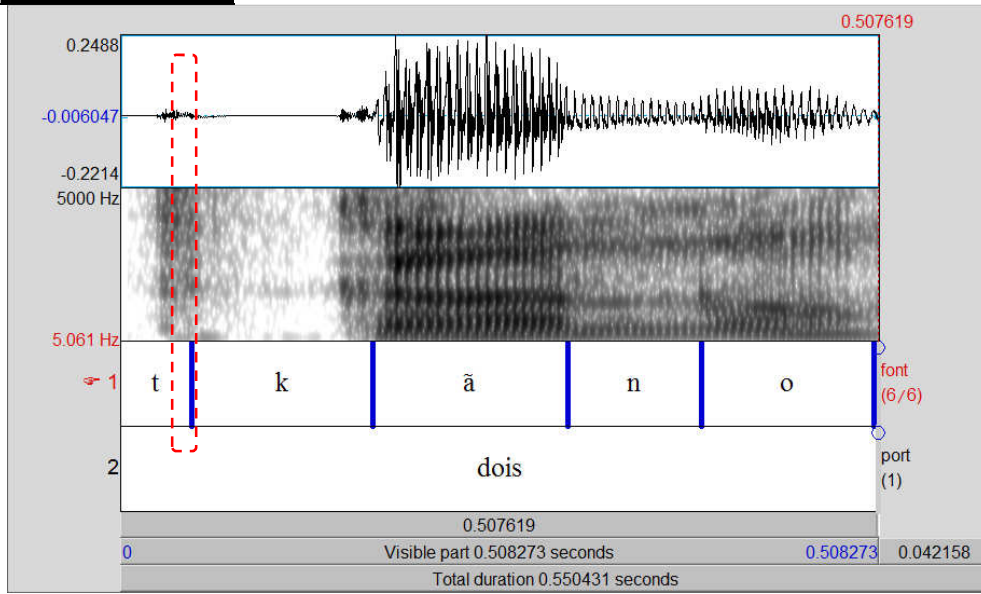 0.507619
0.2488
-0.006047
-0.2214
5000 Hz
5.061 Hz
☞ 1 t k ã n o font (6/6)
2 dois port (1)
0.507619
0 Visible part 0.508273 seconds 0.508273 0.042158
Total duration 0.550431 seconds